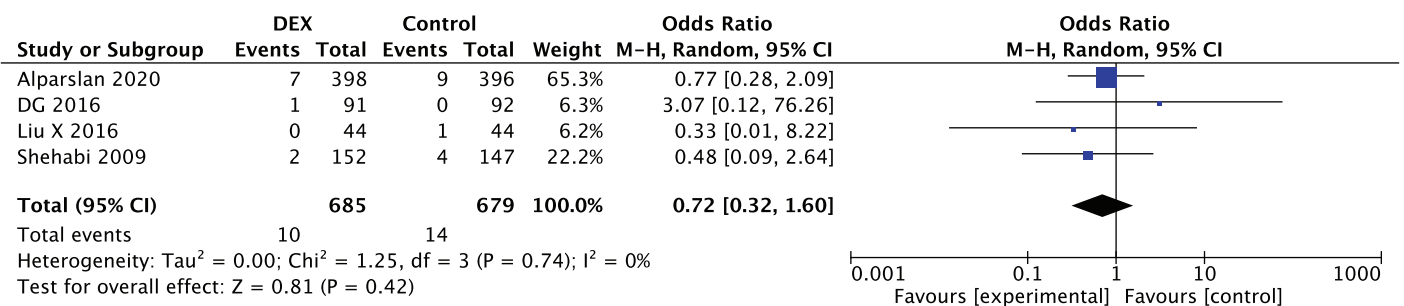 DEX Control Odds Ratio Odds Ratio
Study or Subgroup Events Total Events Total Weight M-H, Random, 95% CI M-H, Random, 95% CI
Alparslan 2020 7 398 9 396 65.3% 0.77 [0.28, 2.09]
DG 2016 1 91 0 92 6.3% 3.07 [0.12, 76.26]
Liu X 2016 0 44 1 44 6.2% 0.33 [0.01, 8.22]
Shehabi 2009 2 152 4 147 22.2% 0.48 [0.09, 2.64]
Total (95% CI) 685 679 100.0% 0.72 [0.32, 1.60]
Total events 10 14
Heterogeneity: Tau² = 0.00; Chi² = 1.25, df = 3 (P = 0.74); I² = 0%
Test for overall effect: Z = 0.81 (P = 0.42)
0.001 0.1 1 10 1000
Favours [experimental] Favours [control]